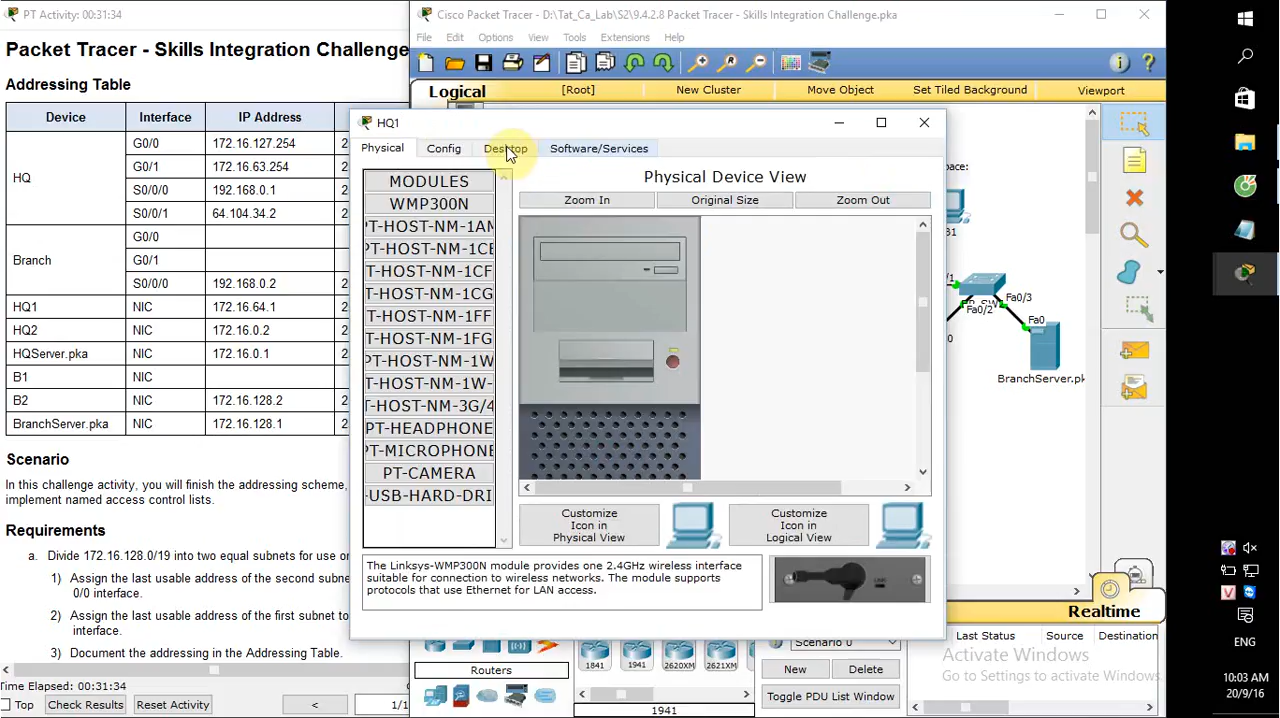 PT Activity: 00:31:34
Packet Tracer - Skills Integration Challenge
Addressing Table
Device Interface IP Address
HQ G0/0 172.16.127.254
G0/1 172.16.63.254
S0/0/0 192.168.0.1
S0/0/1 64.104.34.2
Branch G0/0
G0/1
S0/0/0 192.168.0.2
HQ1 NIC 172.16.64.1 2
HQ2 NIC 172.16.0.2 2
HQServer.pka NIC 172.16.0.1 2
B1 NIC
B2 NIC 172.16.128.2 2
BranchServer.pka NIC 172.16.128.1 2
Scenario
In this challenge activity, you will finish the addressing scheme,
implement named access control lists.
Requirements
a. Divide 172.16.128.0/19 into two equal subnets for use on
1) Assign the last usable address of the second subne
0/0 interface.
2) Assign the last usable address of the first subnet to
interface.
3) Document the addressing in the Addressing Table.
Time Elapsed: 00:31:34
Top
Check Results
Reset Activity
<
1/1
Cisco Packet Tracer - D:\Tat_Ca_Lab\S2\9.4.2.8 Packet Tracer - Skills Integration Challenge.pka
File Edit Options View Tools Extensions Help
Logical [Root] New Cluster Move Object Set Tiled Background Viewport
HQ1
Physical Config Desktop Software/Services
MODULES
WMP300N
PT-HOST-NM-1AM
PT-HOST-NM-1CE
T-HOST-NM-1CF
T-HOST-NM-1CG
PT-HOST-NM-1FF
T-HOST-NM-1FG
PT-HOST-NM-1W
T-HOST-NM-1W-
T-HOST-NM-3G/4
PT-HEADPHONE
PT-MICROPHONE
PT-CAMERA
-USB-HARD-DRI
Physical Device View
Zoom In Original Size Zoom Out
Customize
Icon in
Physical View
Customize
Icon in
Logical View
The Linksys-WMP300N module provides one 2.4GHz wireless interface
suitable for connection to wireless networks. The module supports
protocols that use Ethernet for LAN access.
pace:
Fa0/3
Fa0/2
Fa0
BranchServer.pk
Realtime
Routers
1841 1941 2620XM 2621XM
1941
Scenario 0
New Delete
Toggle PDU List Window
Last Status Source Destination
Activate Windows
Go to Settings to activate Windows.
ENG
10:03 AM
20/9/16